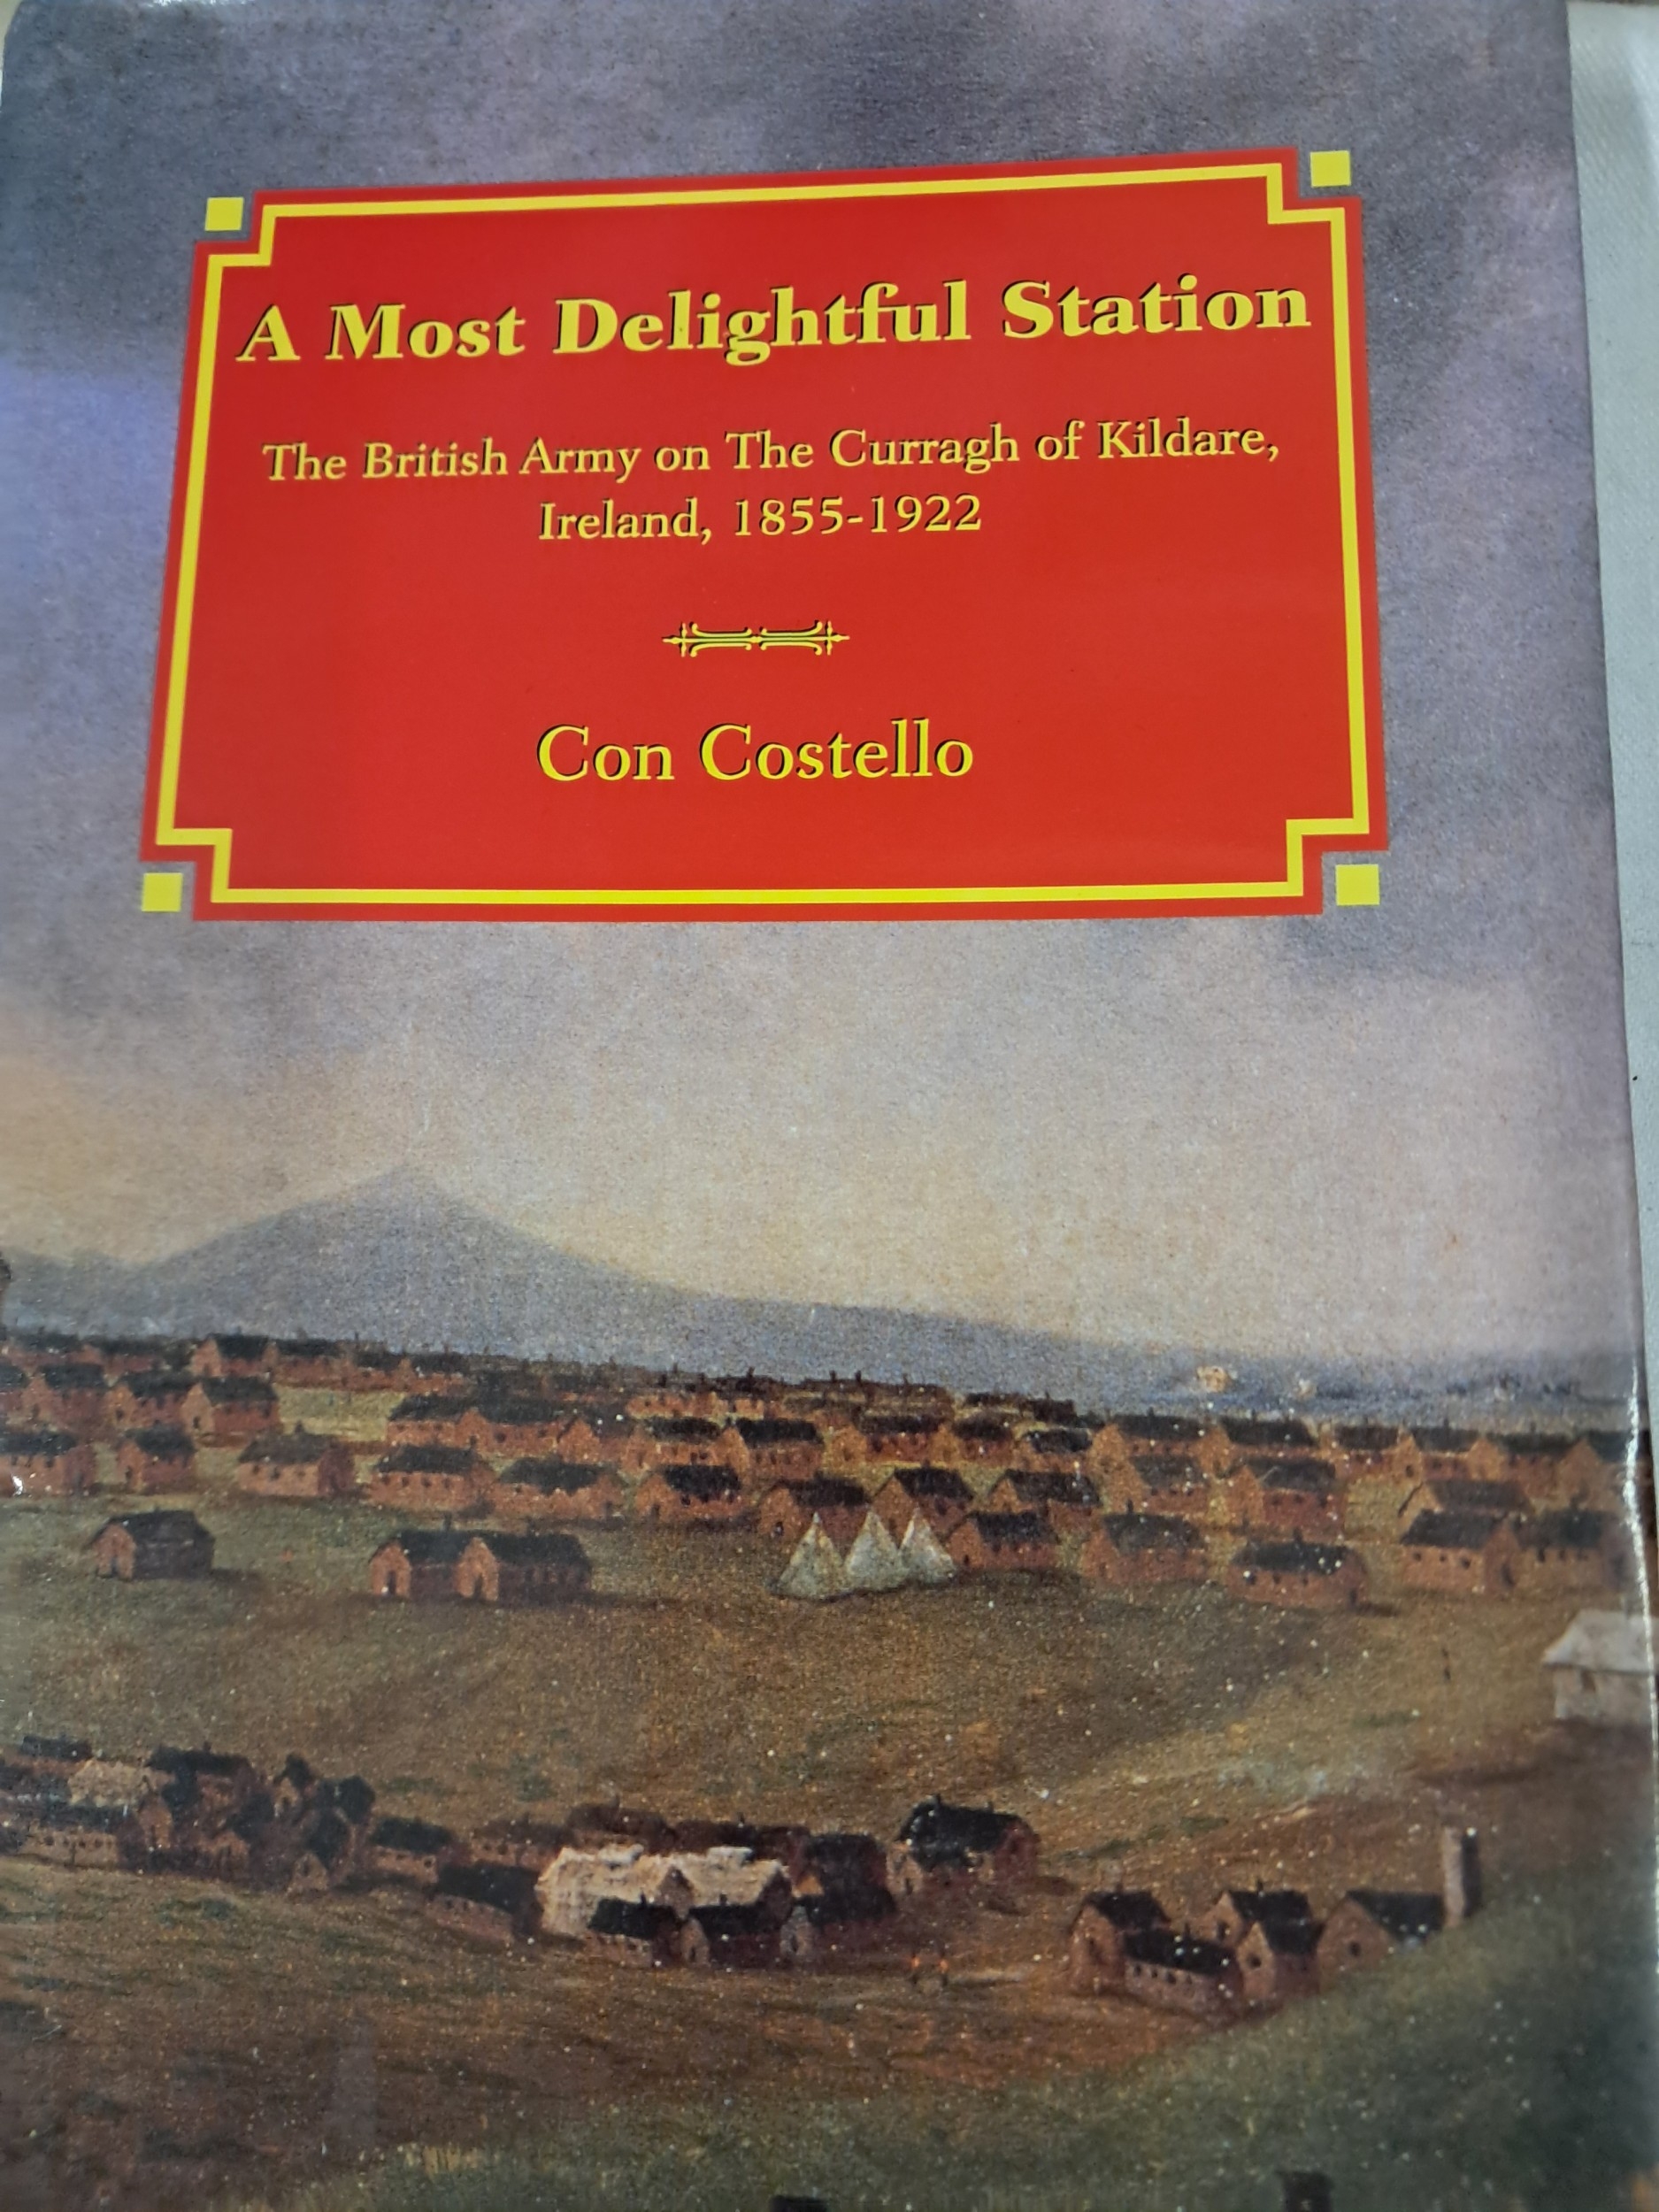 A Most Delightful Station
The British Army on The Curragh of Kildare,
Ireland, 1855-1922
Con Costello